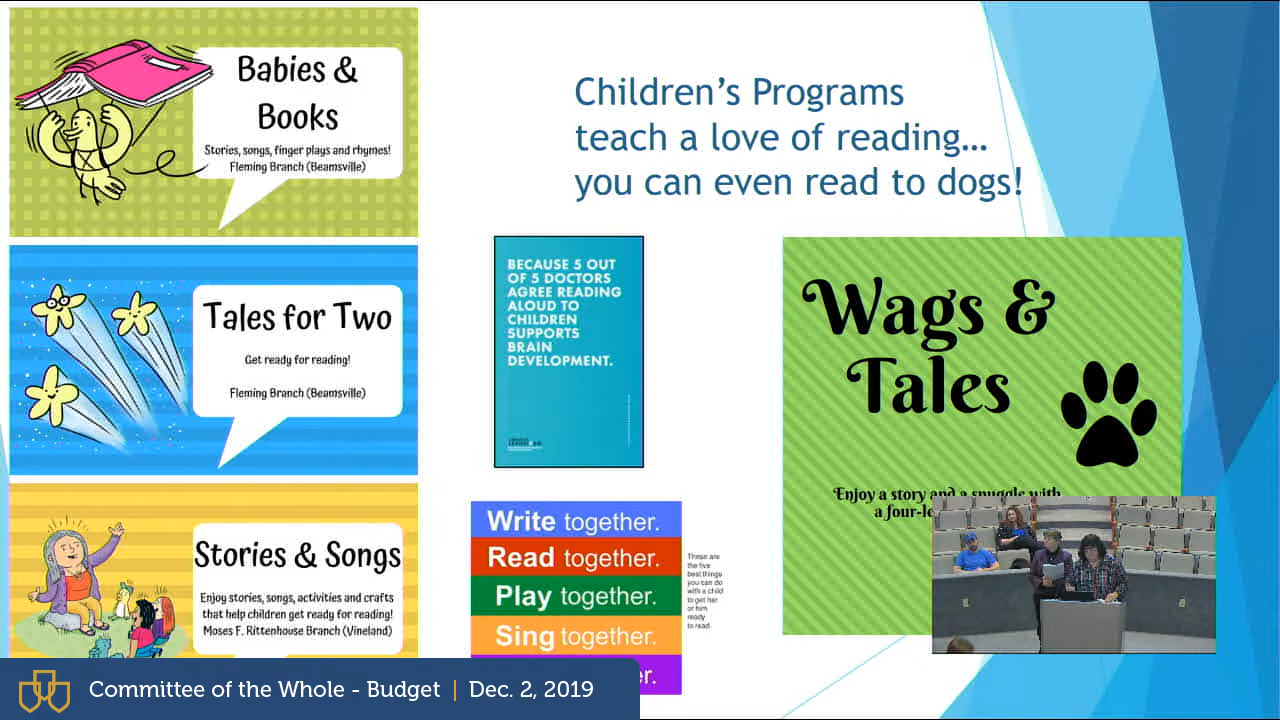 Babies &
Books
Stories, songs, finger plays and rhymes!
Fleming Branch (Beamsville)
Tales for Two
Get ready for reading!
Fleming Branch (Beamsville)
Stories & Songs
Enjoy stories, songs, activities and crafts
that help children get ready for reading!
Moses F. Rittenhouse Branch (Vineland)
Children's Programs
teach a love of reading…
you can even read to dogs!
BECAUSE 5 OUT
OF 5 DOCTORS
AGREE READING
ALOUD TO
CHILDREN
SUPPORTS
BRAIN
DEVELOPMENT.
Write together.
Read together.
Play together.
Sing together.
er.
These are
the five
best things
you can do
with a child
to get her
or him
ready
to read.
Wags &
Tales
Enjoy a story and a snuggle with
a four-
Committee of the Whole - Budget | Dec. 2, 2019